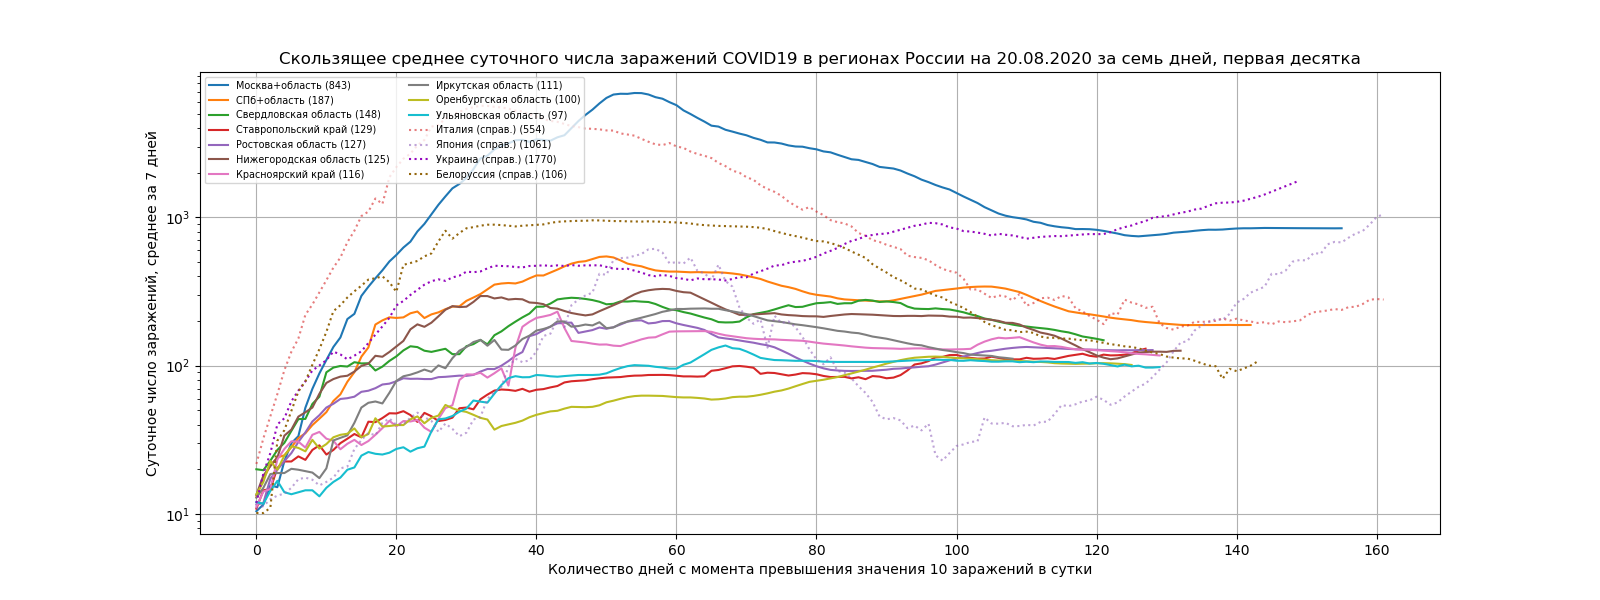 Скользящее среднее суточного числа заражений COVID19 в регионах России на 20.08.2020 за семь дней, первая десятка
Суточное число заражений, среднее за 7 дней
10³
10²
10¹
Москва+область (843)
СПб+область (187)
Свердловская область (148)
Ставропольский край (129)
Ростовская область (127)
Нижегородская область (125)
Красноярский край (116)
Иркутская область (111)
Оренбургская область (100)
Ульяновская область (97)
Италия (справ.) (554)
Япония (справ.) (1061)
Украина (справ.) (1770)
Белоруссия (справ.) (106)
0 20 40 60 80 100 120 140 160
Количество дней с момента превышения значения 10 заражений в сутки